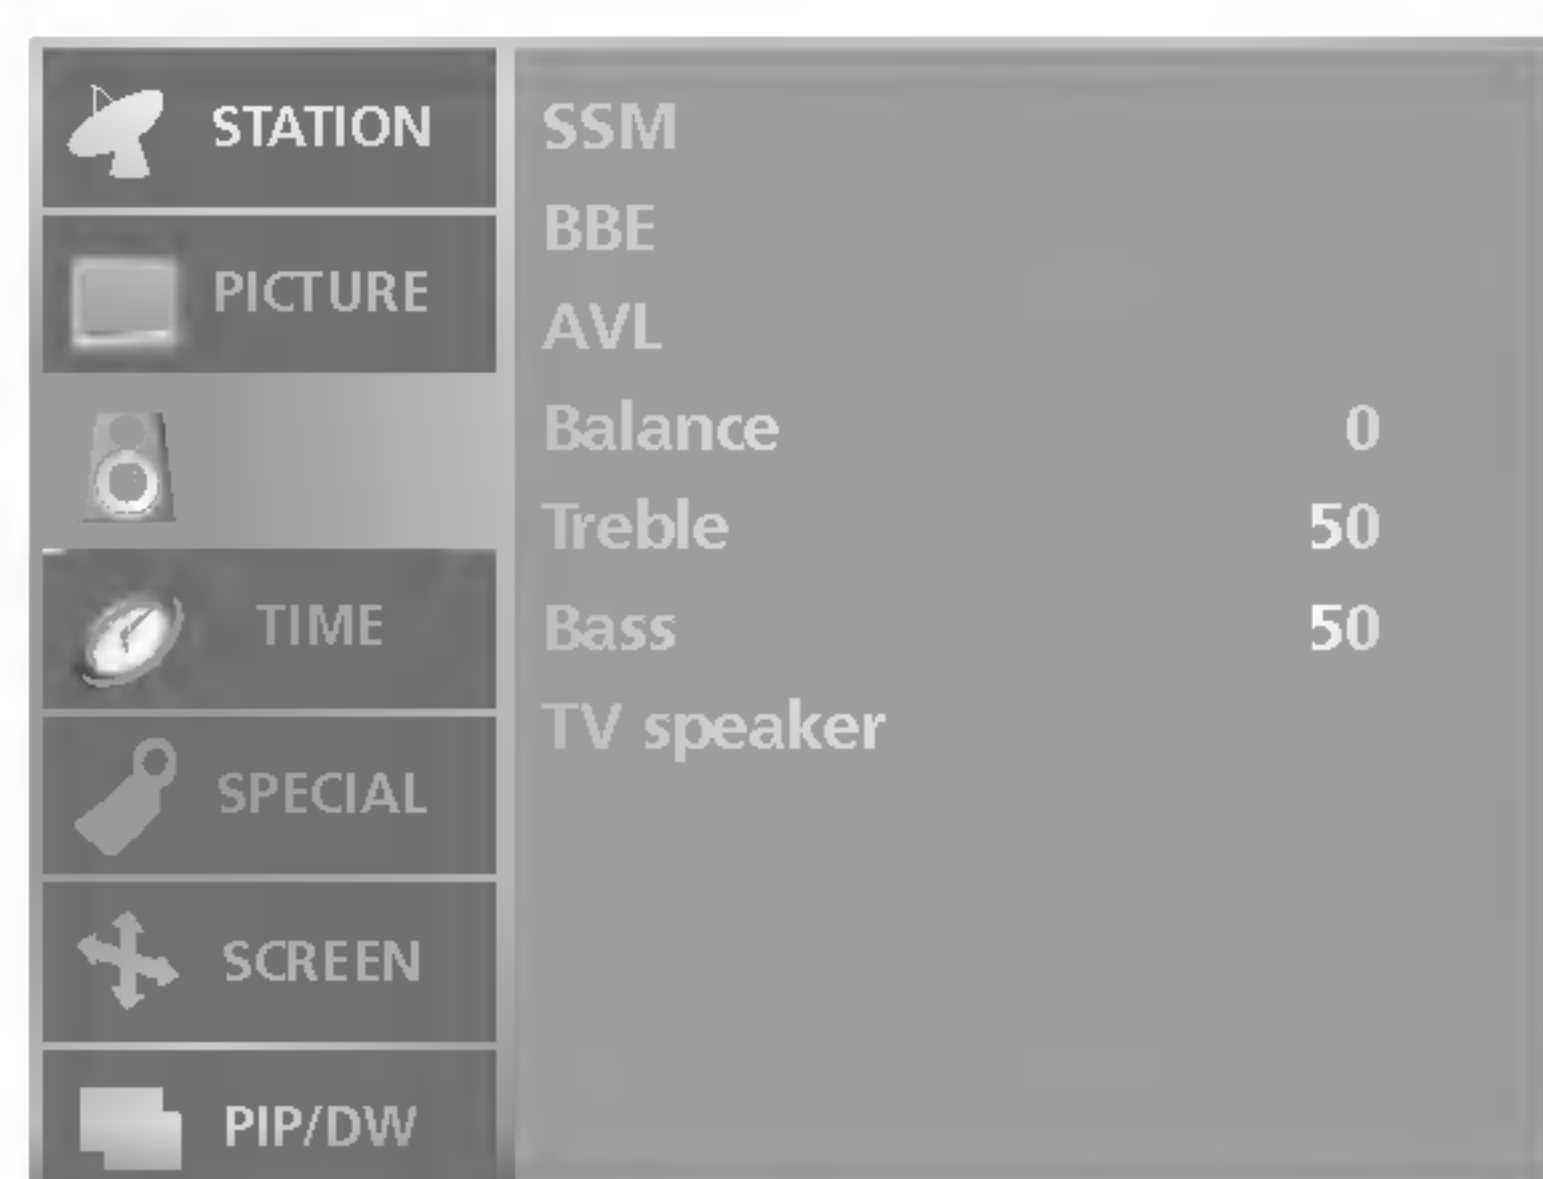 STATION
PICTURE
TIME
SPECIAL
SCREEN
PIP/DW
SSM
BBE
AVL
Balance 0
Treble 50
Bass 50
TV speaker